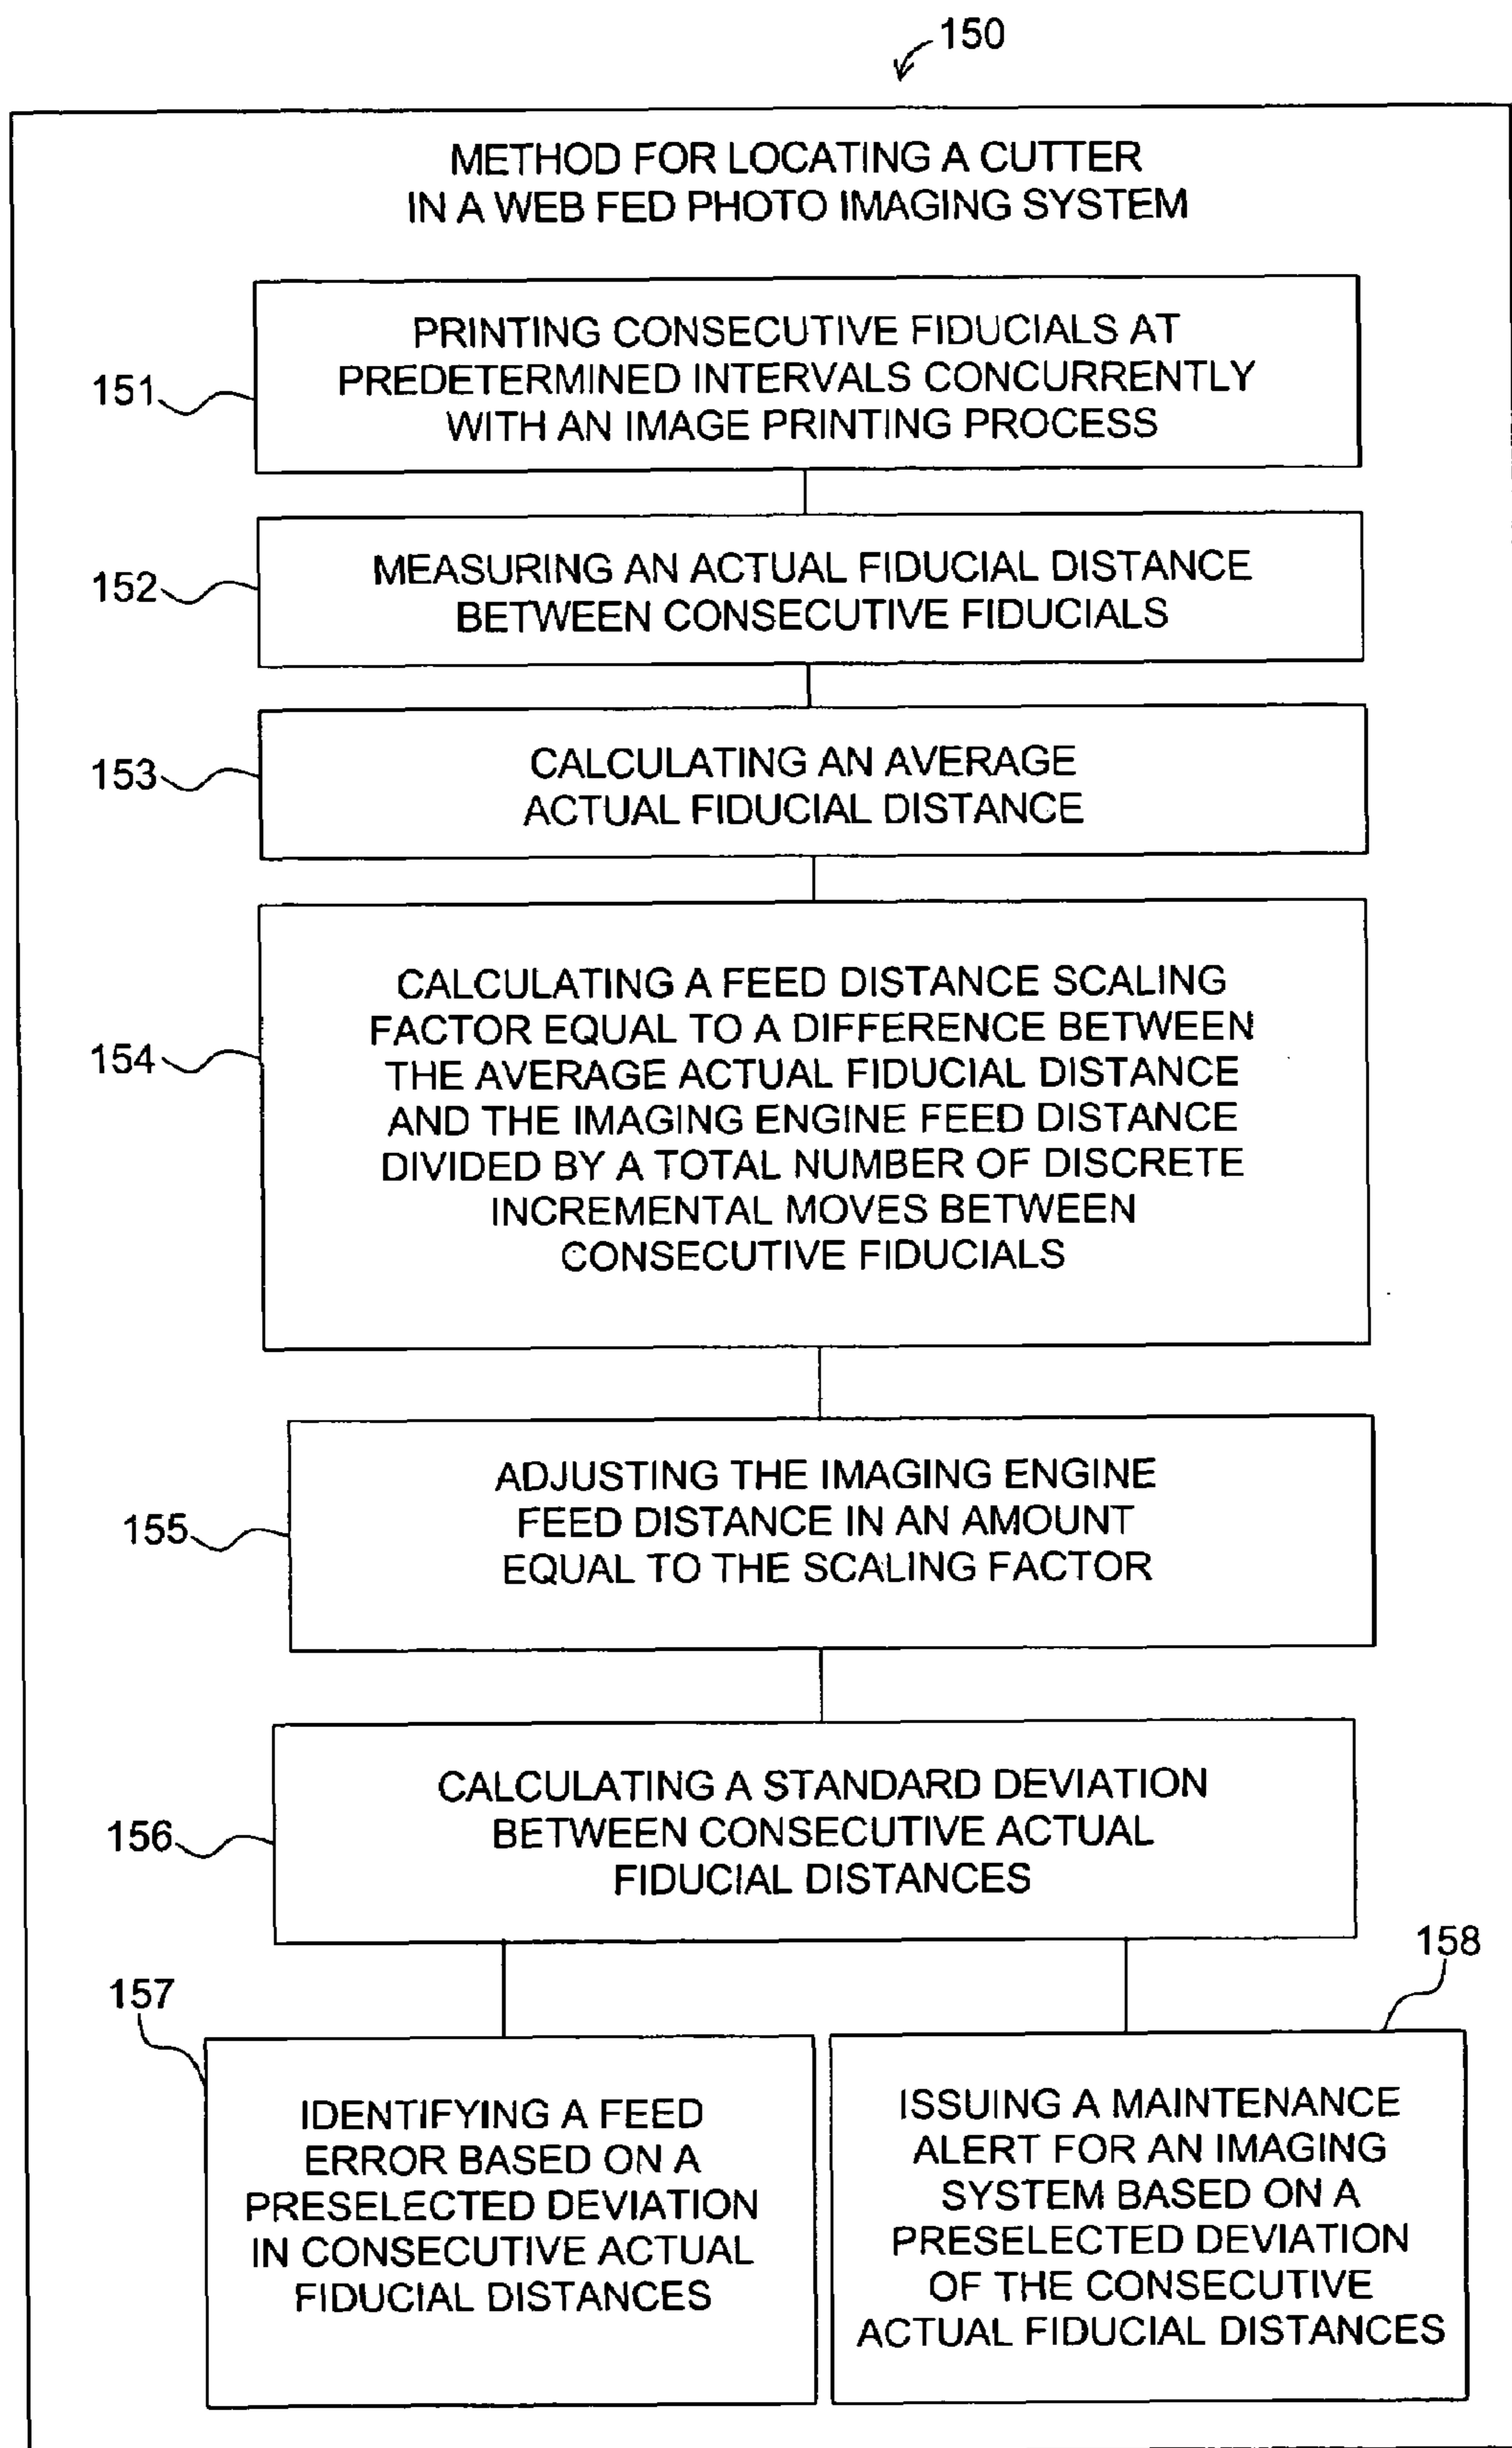 150
METHOD FOR LOCATING A CUTTER
IN A WEB FED PHOTO IMAGING SYSTEM
151
PRINTING CONSECUTIVE FIDUCIALS AT
PREDETERMINED INTERVALS CONCURRENTLY
WITH AN IMAGE PRINTING PROCESS
152
MEASURING AN ACTUAL FIDUCIAL DISTANCE
BETWEEN CONSECUTIVE FIDUCIALS
153
CALCULATING AN AVERAGE
ACTUAL FIDUCIAL DISTANCE
154
CALCULATING A FEED DISTANCE SCALING
FACTOR EQUAL TO A DIFFERENCE BETWEEN
THE AVERAGE ACTUAL FIDUCIAL DISTANCE
AND THE IMAGING ENGINE FEED DISTANCE
DIVIDED BY A TOTAL NUMBER OF DISCRETE
INCREMENTAL MOVES BETWEEN
CONSECUTIVE FIDUCIALS
155
ADJUSTING THE IMAGING ENGINE
FEED DISTANCE IN AN AMOUNT
EQUAL TO THE SCALING FACTOR
156
CALCULATING A STANDARD DEVIATION
BETWEEN CONSECUTIVE ACTUAL
FIDUCIAL DISTANCES
157
IDENTIFYING A FEED
ERROR BASED ON A
PRESELECTED DEVIATION
IN CONSECUTIVE ACTUAL
FIDUCIAL DISTANCES
158
ISSUING A MAINTENANCE
ALERT FOR AN IMAGING
SYSTEM BASED ON A
PRESELECTED DEVIATION
OF THE CONSECUTIVE
ACTUAL FIDUCIAL DISTANCES